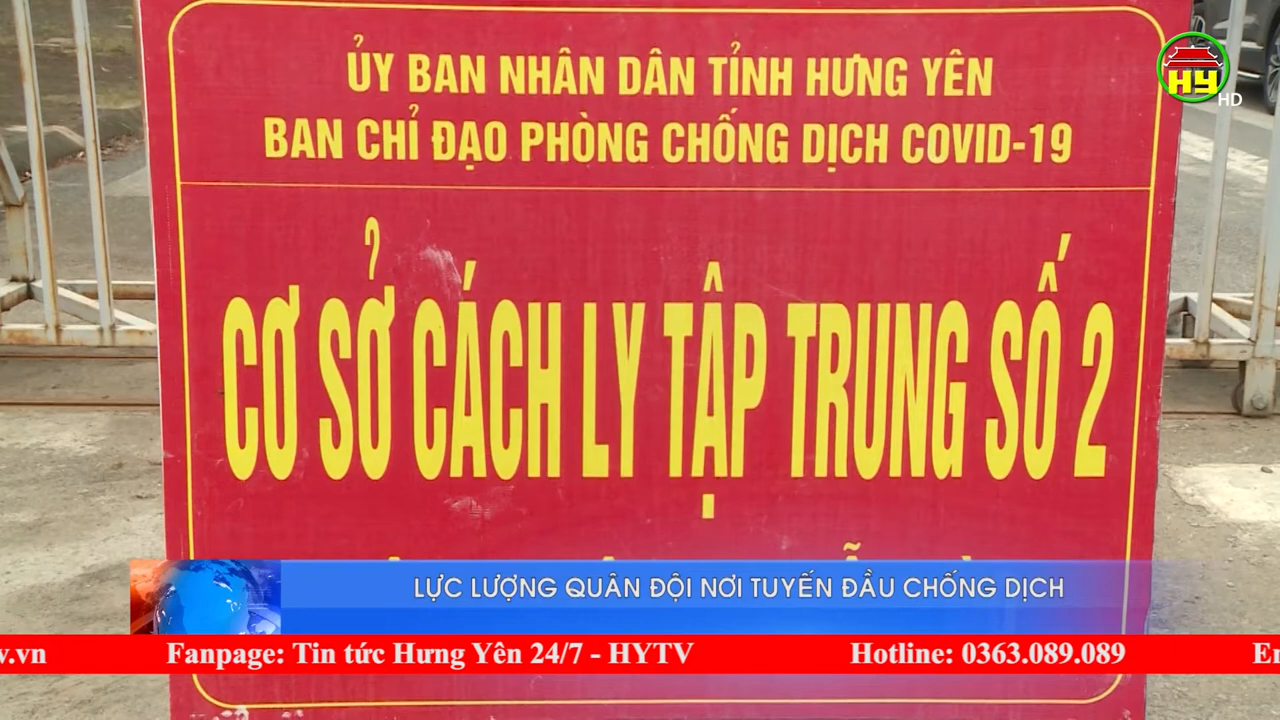 ỦY BAN NHÂN DÂN TỈNH HƯNG YÊN
BAN CHỈ ĐẠO PHÒNG CHỐNG DỊCH COVID-19
HY
HD
CƠ SỞ CÁCH LY TẬP TRUNG SỐ 2
LỰC LƯỢNG QUÂN ĐỘI NƠI TUYẾN ĐẦU CHỐNG DỊCH
v.vn Fanpage: Tin tức Hưng Yên 24/7 - HYTV Hotline: 0363.089.089